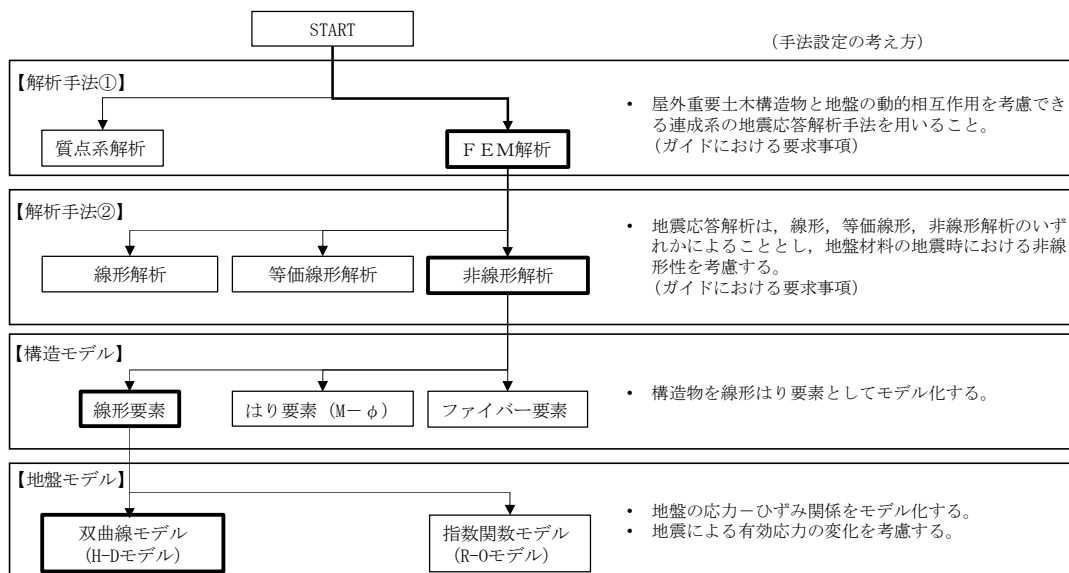 START
（手法設定の考え方）
【解析手法①】
質点系解析
ＦＥＭ解析
• 屋外重要土木構造物と地盤の動的相互作用を考慮でき
る連成系の地震応答解析手法を用いること。
（ガイドにおける要求事項）
【解析手法②】
線形解析
等価線形解析
非線形解析
• 地震応答解析は，線形，等価線形，非線形解析のいず
れかによることとし，地盤材料の地震時における非線
形性を考慮する。
（ガイドにおける要求事項）
【構造モデル】
線形要素
はり要素（M－φ）
ファイバー要素
• 構造物を線形はり要素としてモデル化する。
【地盤モデル】
双曲線モデル
(H-Dモデル)
指数関数モデル
(R-Oモデル)
• 地盤の応力－ひずみ関係をモデル化する。
• 地震による有効応力の変化を考慮する。